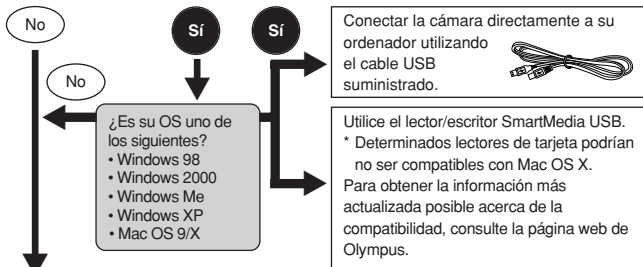 No
No
Sí
Sí
¿Es su OS uno de
los siguientes?
• Windows 98
• Windows 2000
• Windows Me
• Windows XP
• Mac OS 9/X
Conectar la cámara directamente a su
ordenador utilizando
el cable USB
suministrado.
Utilice el lector/escritor SmartMedia USB.
* Determinados lectores de tarjeta podrían
no ser compatibles con Mac OS X.
Para obtener la información más
actualizada posible acerca de la
compatibilidad, consulte la página web de
Olympus.